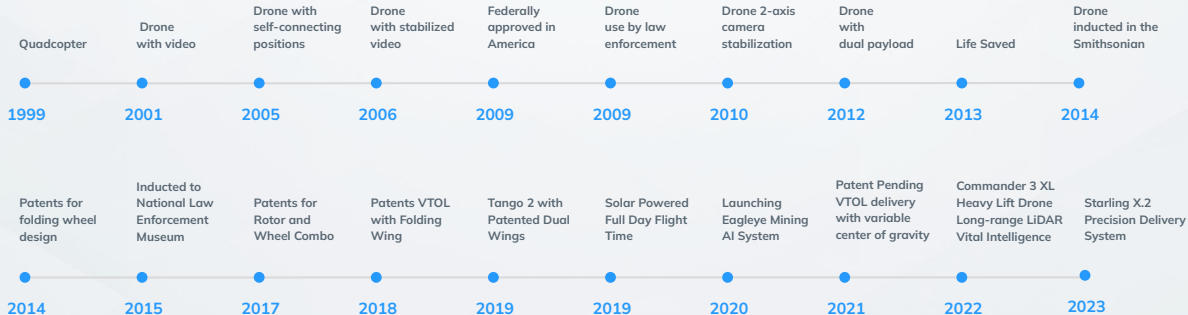 Quadcopter
Drone
with video
Drone with
self-connecting
positions
Drone
with stabilized
video
Federally
approved in
America
Drone
use by law
enforcement
Drone 2-axis
camera
stabilization
Drone
with
dual payload
Life Saved
Drone
inducted in the
Smithsonian
1999
2001
2005
2006
2009
2009
2010
2012
2013
2014
Patents for
folding wheel
design
Inducted to
National Law
Enforcement
Museum
Patents for
Rotor and
Wheel Combo
Patents VTOL
with Folding
Wing
Tango 2 with
Patented Dual
Wings
Solar Powered
Full Day Flight
Time
Launching
Eagleye Mining
AI System
Patent Pending
VTOL delivery
with variable
center of gravity
Commander 3 XL
Heavy Lift Drone
Long-range LiDAR
Vital Intelligence
Starling X.2
Precision Delivery
System
2014
2015
2017
2018
2019
2019
2020
2021
2022
2023